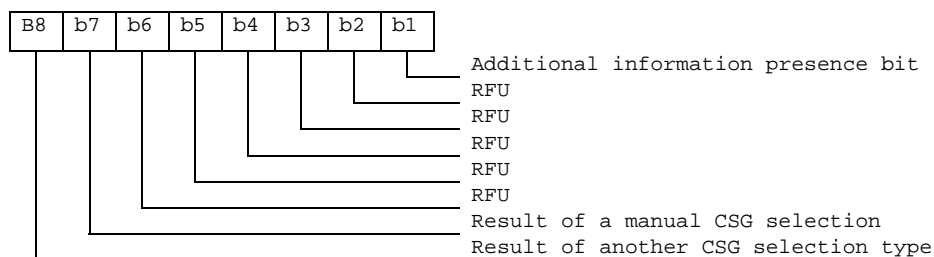 B8 b7 b6 b5 b4 b3 b2 b1
Additional information presence bit
RFU
RFU
RFU
RFU
RFU
Result of a manual CSG selection
Result of another CSG selection type